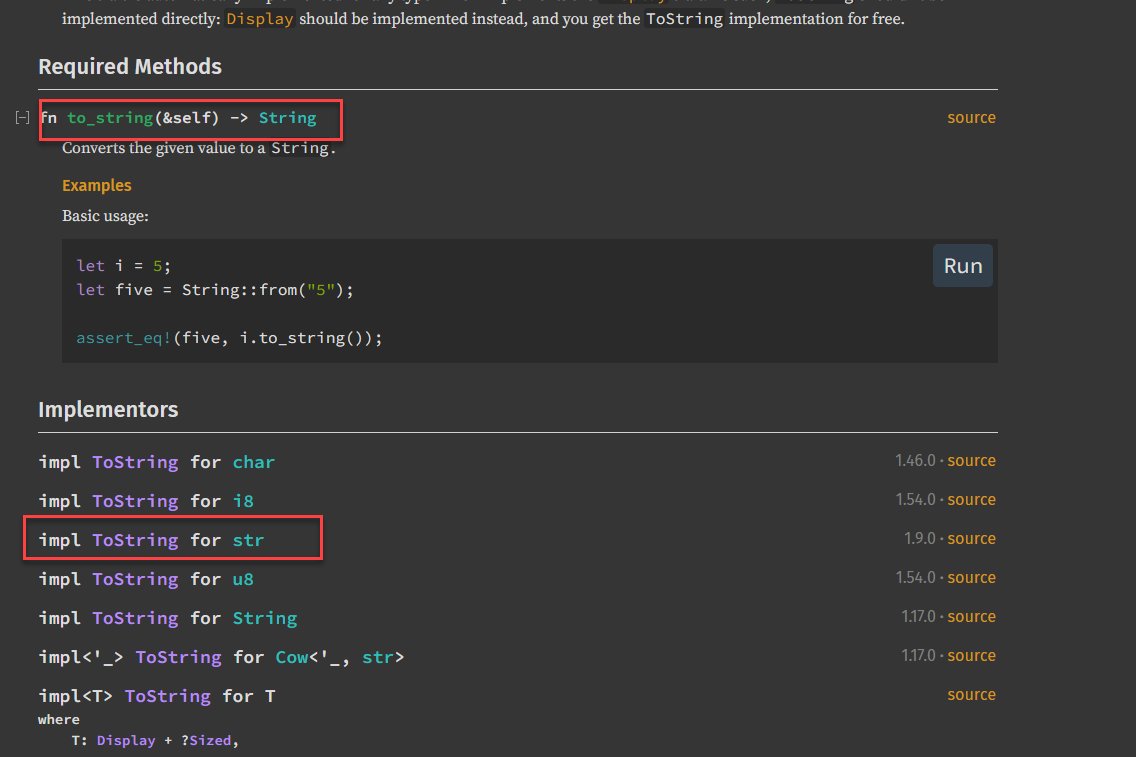 implemented directly: Display should be implemented instead, and you get the ToString implementation for free.
Required Methods
[−] fn to_string(&self) -> String source
Converts the given value to a String.
Examples
Basic usage:
let i = 5; Run
let five = String::from("5");
assert_eq!(five, i.to_string());
Implementors
impl ToString for char 1.46.0 · source
impl ToString for i8 1.54.0 · source
impl ToString for str 1.9.0 · source
impl ToString for u8 1.54.0 · source
impl ToString for String 1.17.0 · source
impl<'_> ToString for Cow<'_, str> 1.17.0 · source
impl<T> ToString for T source
where
T: Display + ?Sized,